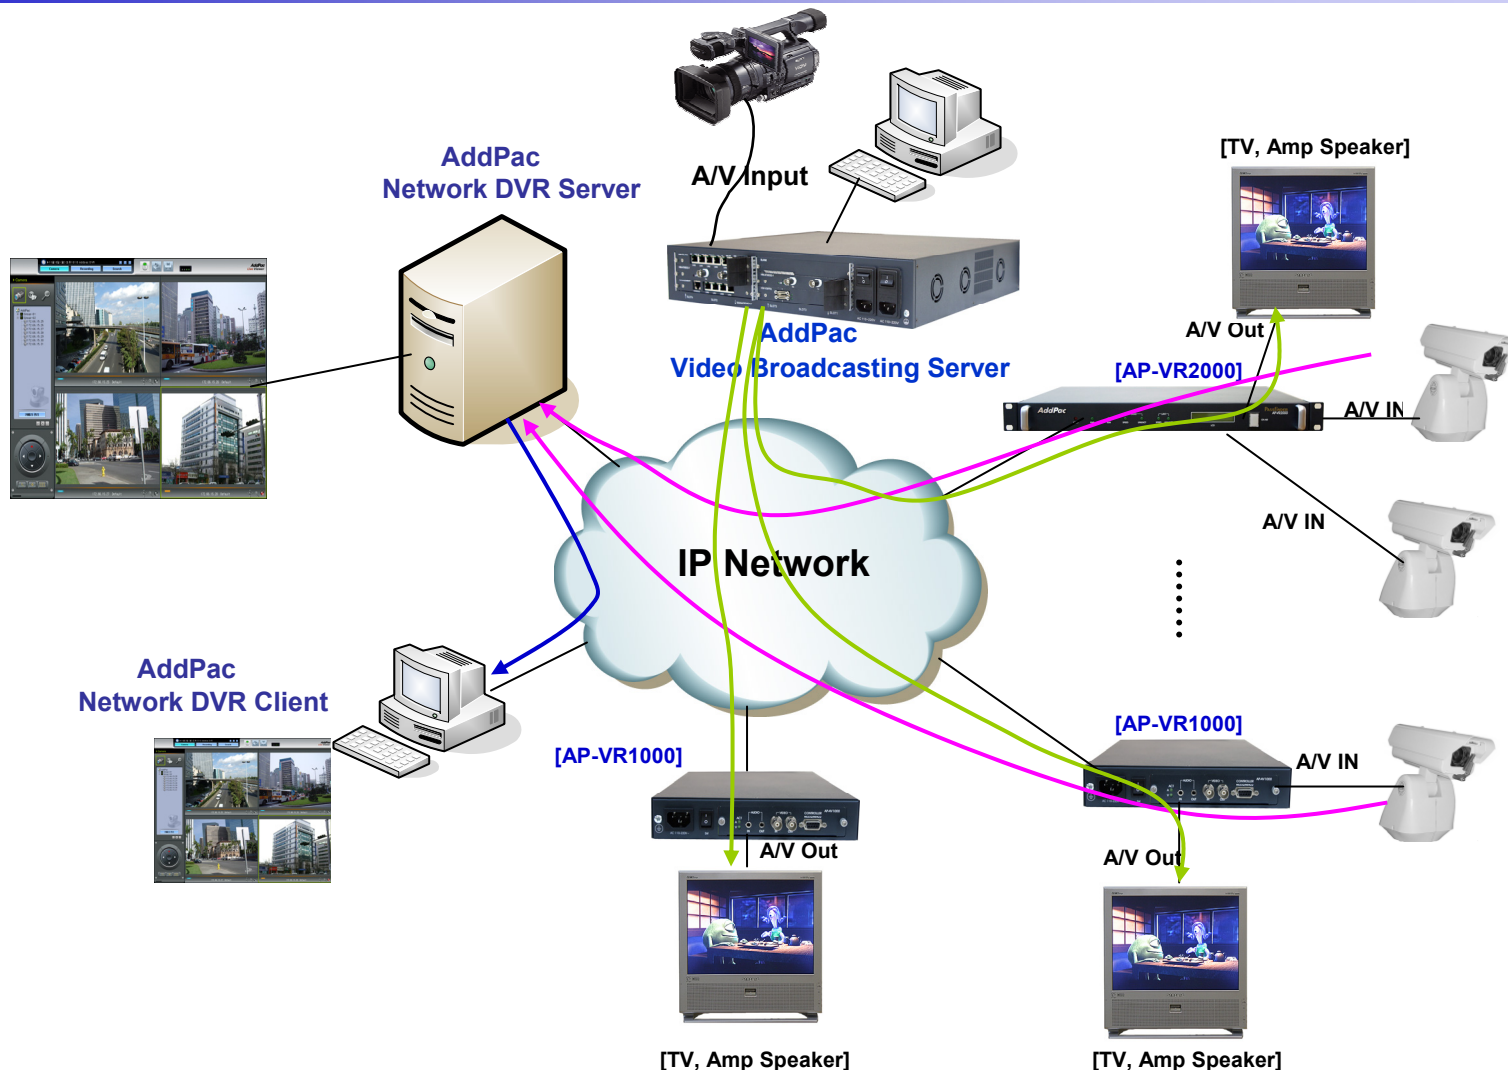 AddPac
Network DVR Server
A/V Input
[TV, Amp Speaker]
A/V Out
AddPac
Video Broadcasting Server
[AP-VR2000]
AddPac
A/V IN
A/V IN
IP Network
AddPac
Network DVR Client
[AP-VR1000]
A/V Out
[TV, Amp Speaker]
[AP-VR1000]
A/V IN
A/V Out
[TV, Amp Speaker]